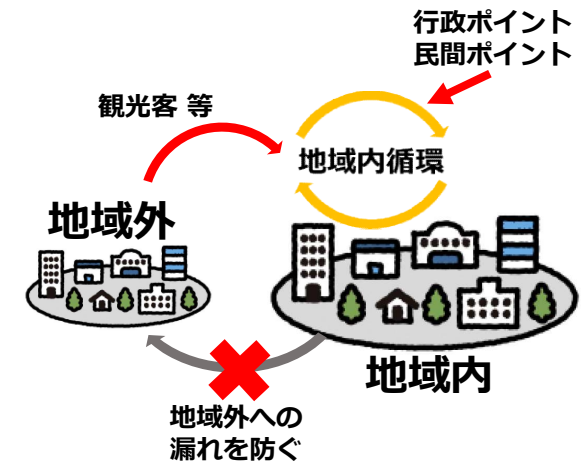 行政ポイント
民間ポイント
観光客 等
地域内循環
地域外
地域内
地域外への
漏れを防ぐ